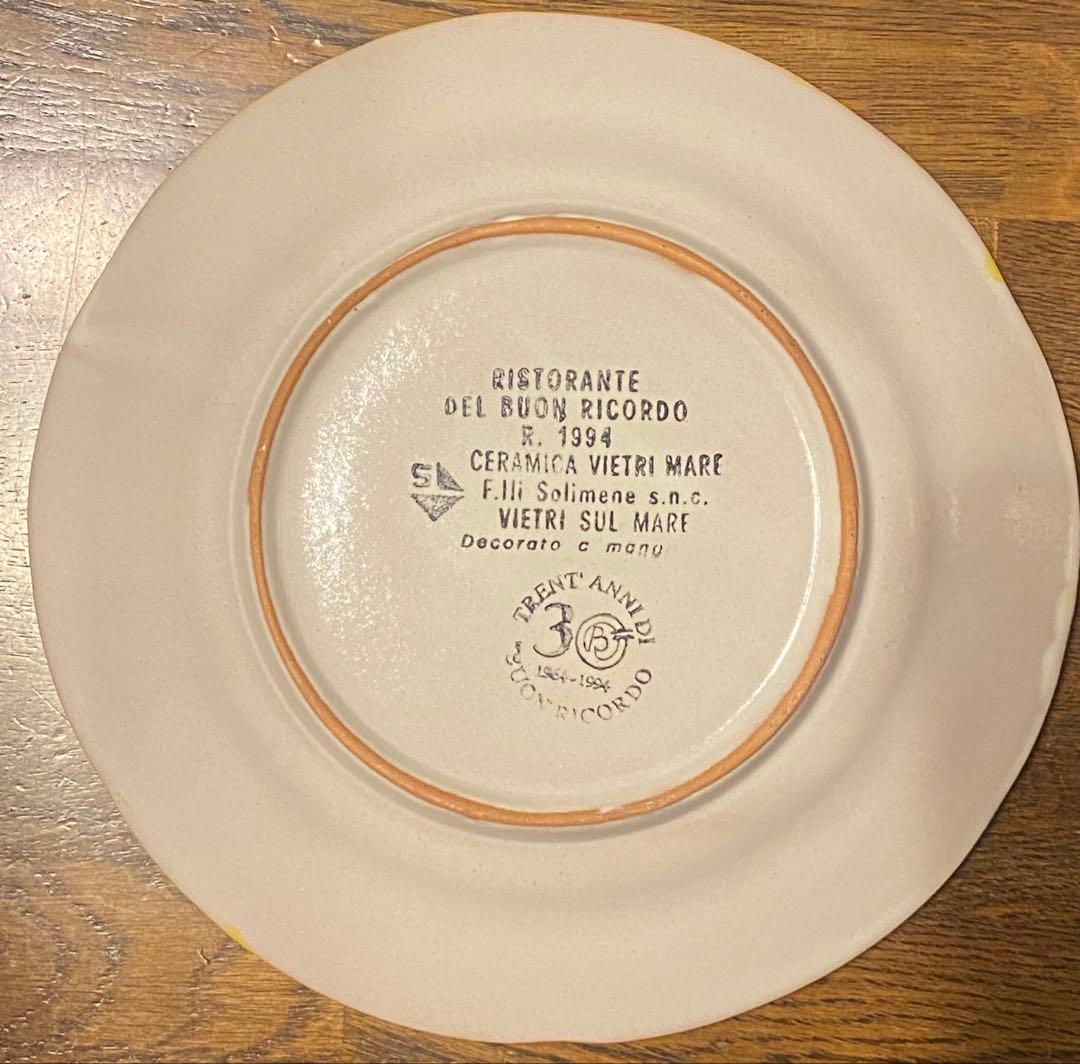 RISTORANTE
DEL BUON RICORDO
R. 1994
CERAMICA VIETRI MARE
S
F.lli Solimene s.n.c.
VIETRI SUL MARE
Decorato a mano
TRENT' ANNI DI
30
B
1964-1994
BUON RICORDO